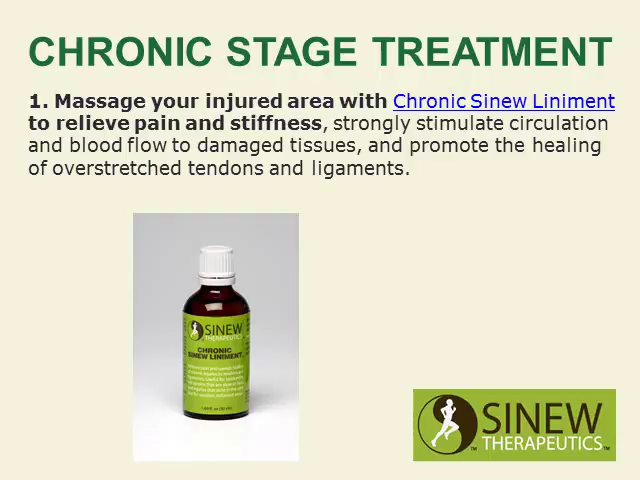 CHRONIC STAGE TREATMENT
1. Massage your injured area with Chronic Sinew Liniment
to relieve pain and stiffness, strongly stimulate circulation
and blood flow to damaged tissues, and promote the healing
of overstretched tendons and ligaments.
SINEW
THERAPEUTICS
CHRONIC
SINEW LINIMENT
SINEW
THERAPEUTICS™